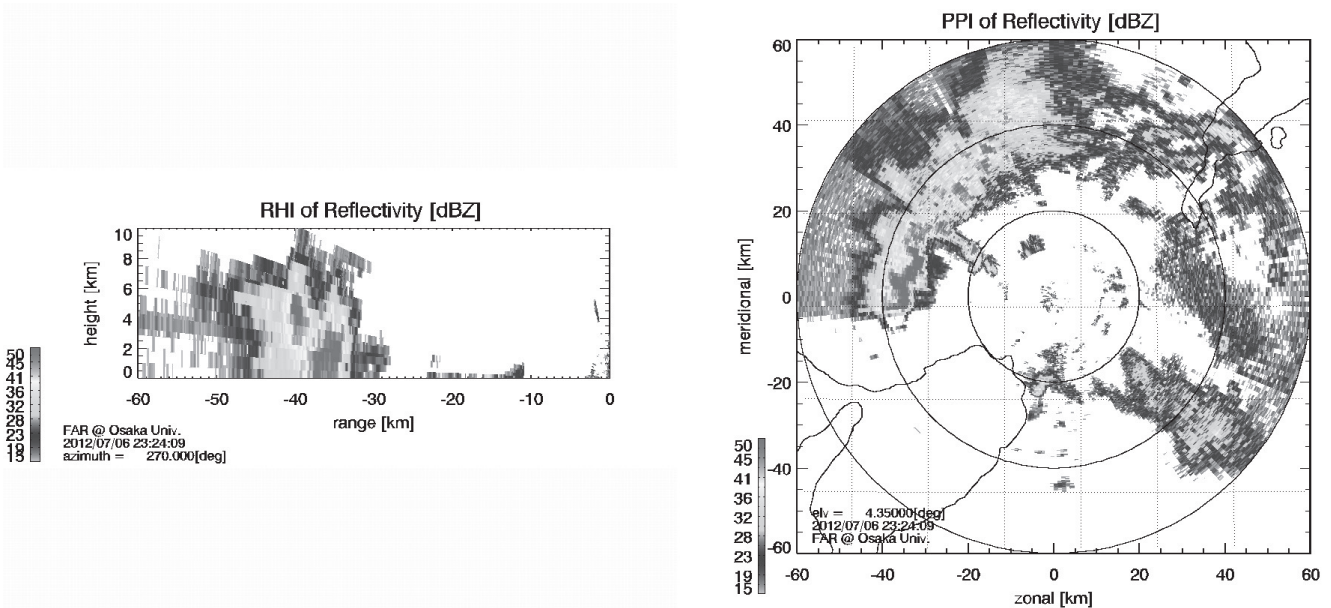 RHI of Reflectivity [dBZ]
10
8
6
4
2
0
height [km]
-60 -50 -40 -30 -20 -10 0
range [km]
50
45
41
36
32
28
23
19
15
FAR @ Osaka Univ.
2012/07/06 23:24:09
azimuth = 270.000[deg]
PPI of Reflectivity [dBZ]
60
40
20
0
-20
-40
-60
meridional [km]
50
45
41
36
32
28
23
19
15
elv = 4.35000[deg]
2012/07/06 23:24:09
FAR @ Osaka Univ.
-60 -40 -20 0 20 40 60
zonal [km]